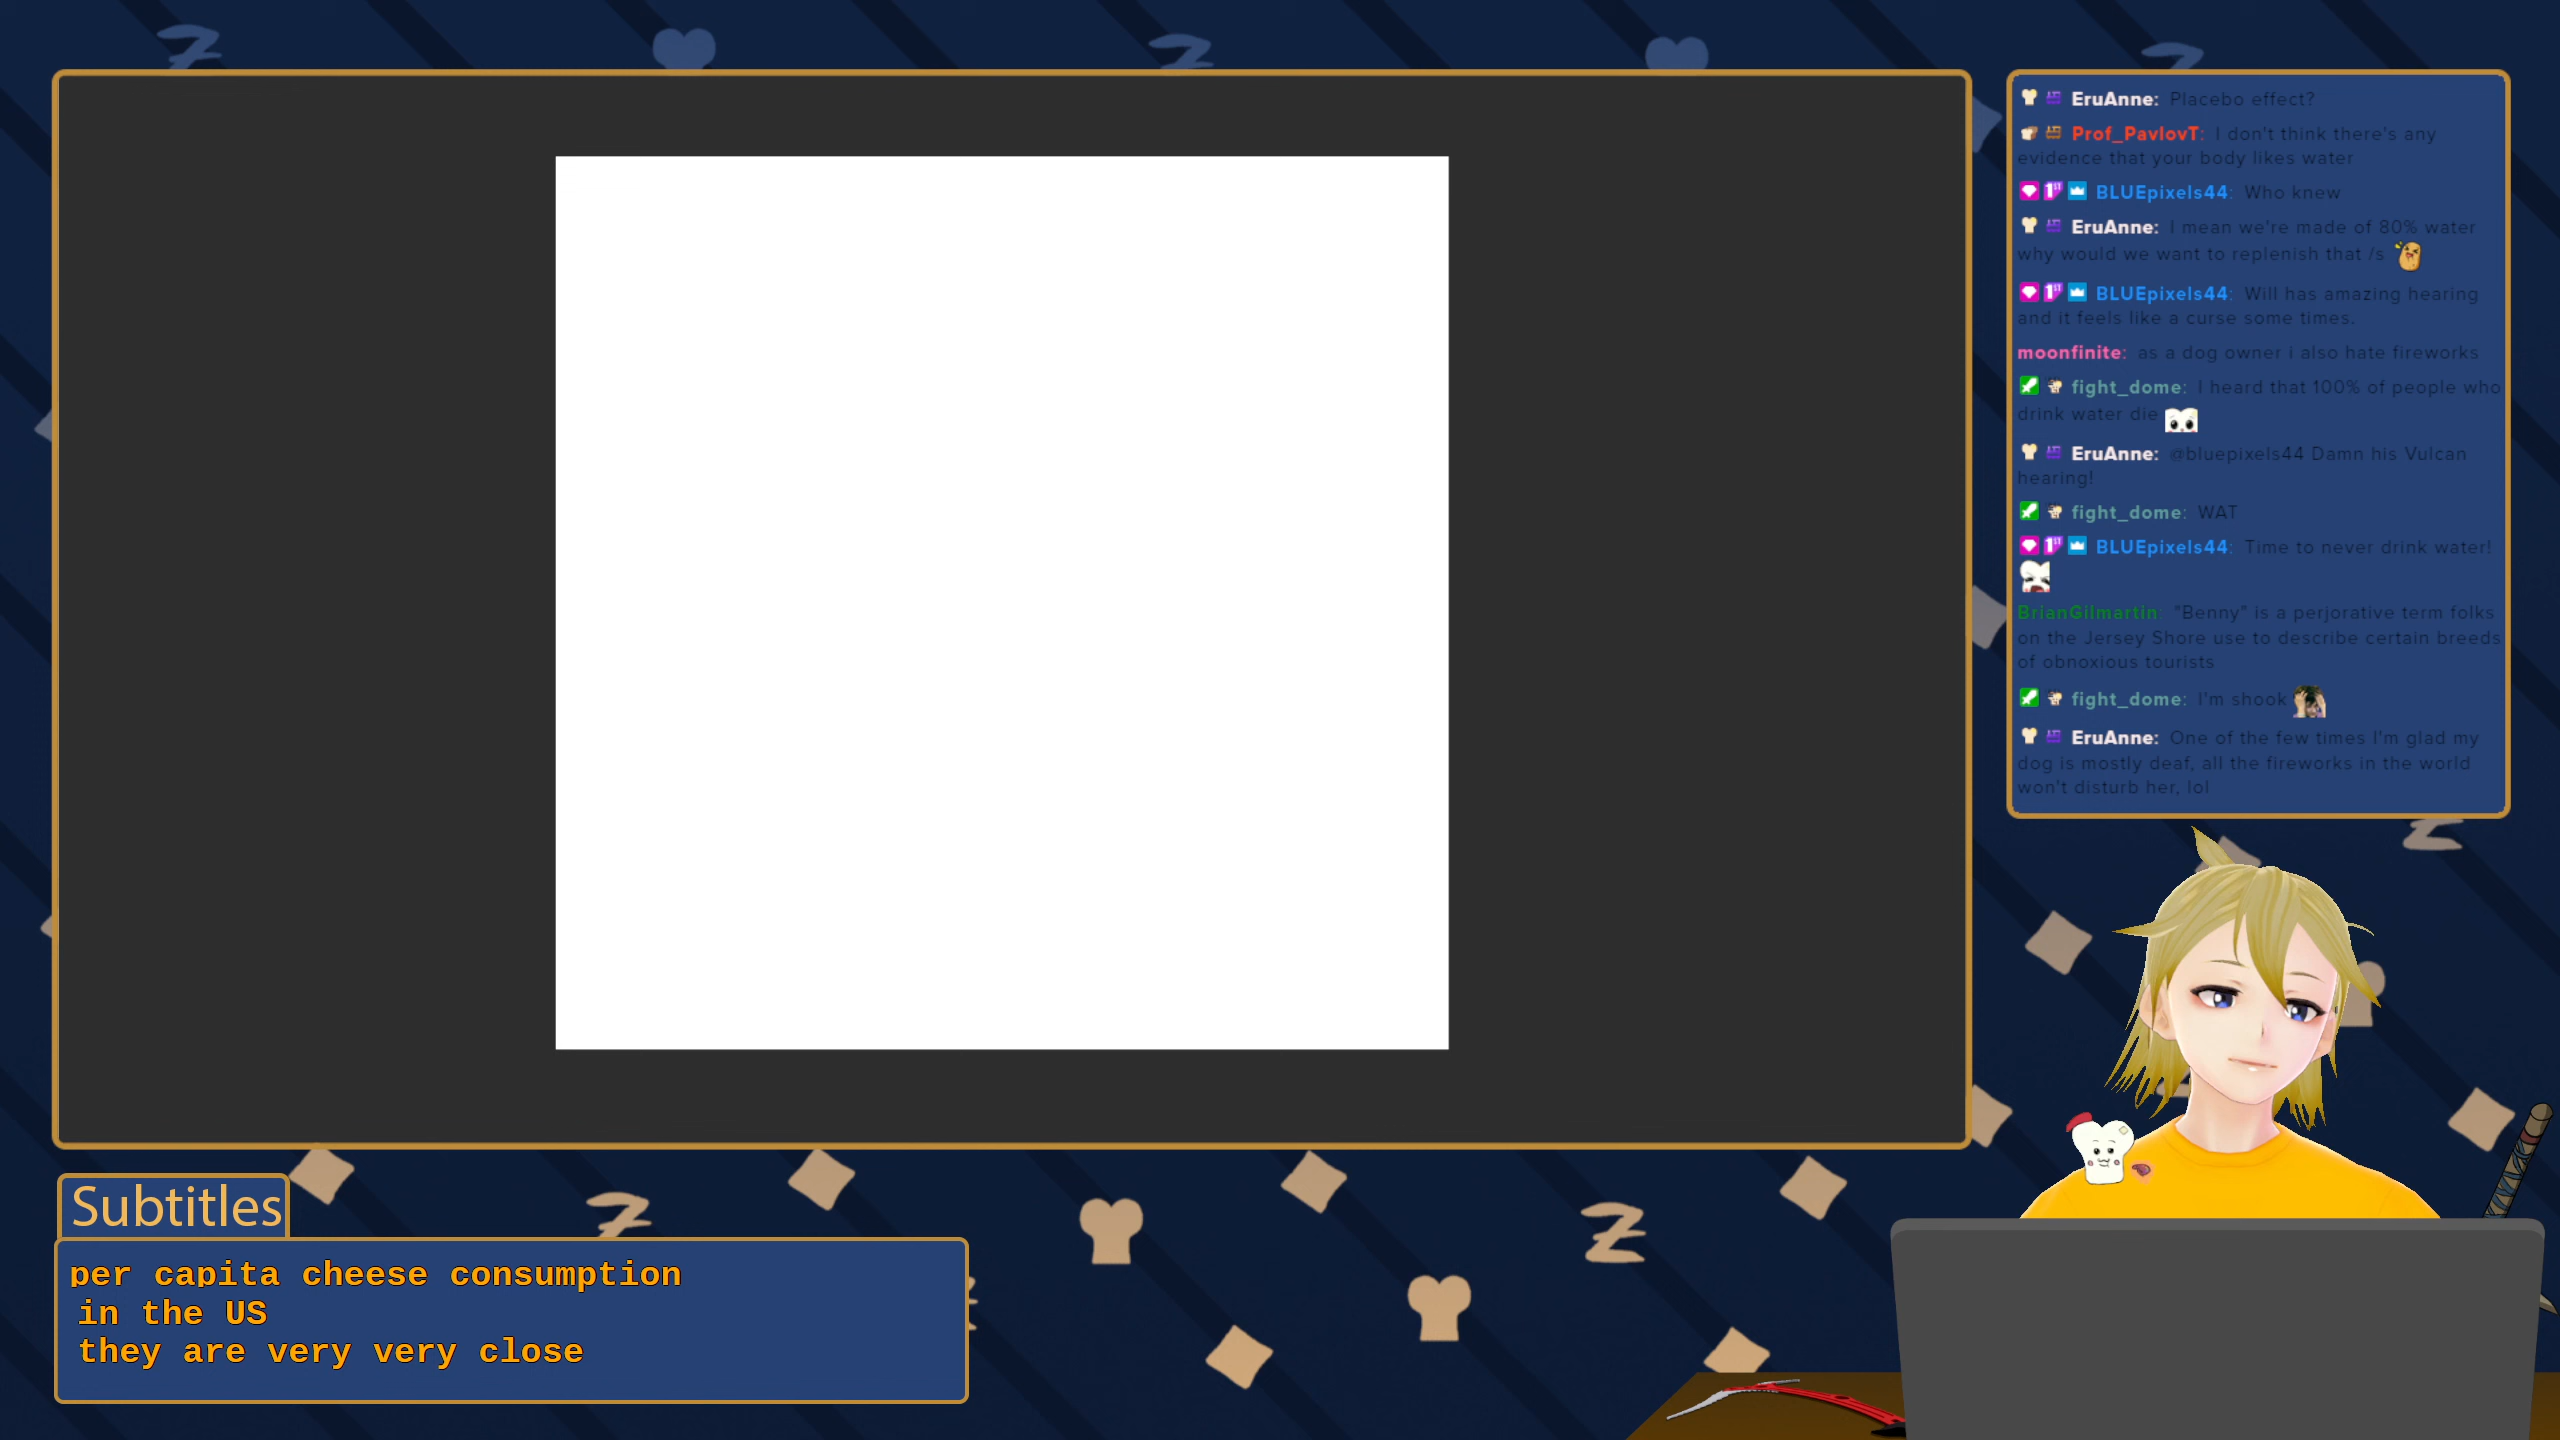 EruAnne: Placebo effect?
Prof_PavlovT: I don't think there's any
evidence that your body likes water
BLUEpixels44: Who knew
EruAnne: I mean we're made of 80% water
why would we want to replenish that /s
BLUEpixels44: Will has amazing hearing
and it feels like a curse some times.
moonfinite: as a dog owner i also hate fireworks
fight_dome: I heard that 100% of people who
drink water die
EruAnne: @bluepixels44 Damn his Vulcan
hearing!
fight_dome: WAT
BLUEpixels44: Time to never drink water!
BrianGilmartin: "Benny" is a perjorative term folks
on the Jersey Shore use to describe certain breeds
of obnoxious tourists
fight_dome: I'm shook
EruAnne: One of the few times I'm glad my
dog is mostly deaf, all the fireworks in the world
won't disturb her, lol
Subtitles
per capita cheese consumption
in the US
they are very very close